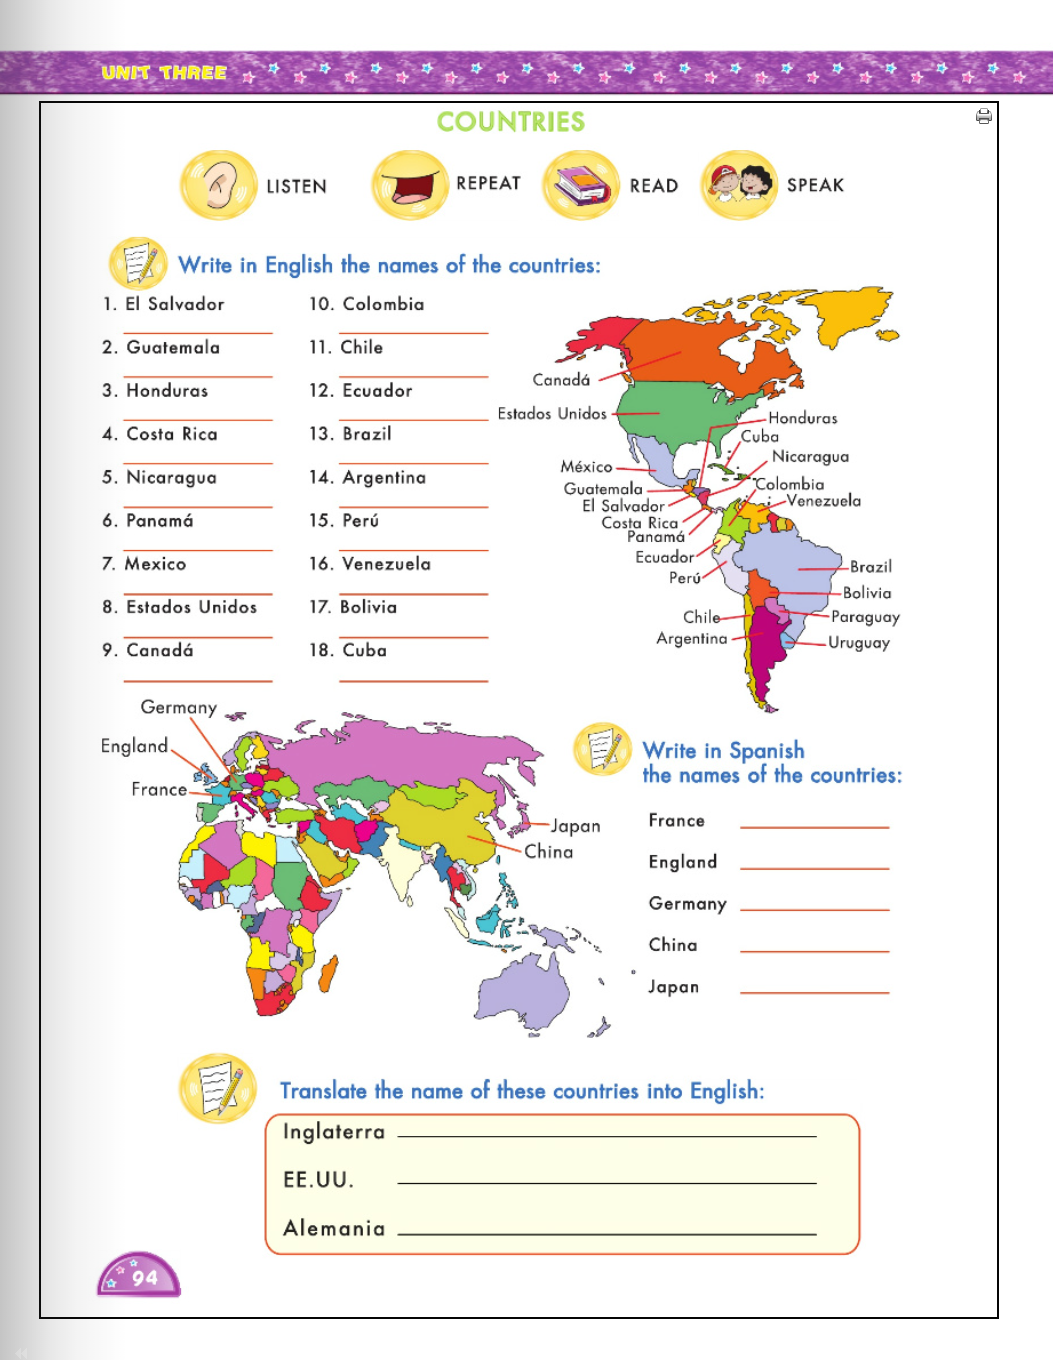 UNIT THREE
COUNTRIES
LISTEN
REPEAT
READ
SPEAK
Write in English the names of the countries:
1. El Salvador
2. Guatemala
3. Honduras
4. Costa Rica
5. Nicaragua
6. Panamá
7. Mexico
8. Estados Unidos
9. Canadá
10. Colombia
11. Chile
12. Ecuador
13. Brazil
14. Argentina
15. Perú
16. Venezuela
17. Bolivia
18. Cuba
Canadá
Estados Unidos
Honduras
Cuba
Nicaragua
México
Guatemala
El Salvador
Costa Rica
Panamá
Colombia
Venezuela
Ecuador
Perú
Brazil
Bolivia
Chile
Paraguay
Argentina
Uruguay
Germany
England
France
Japan
China
Write in Spanish
the names of the countries:
France
England
Germany
China
Japan
Translate the name of these countries into English:
Inglaterra
EE.UU.
Alemania
94
44